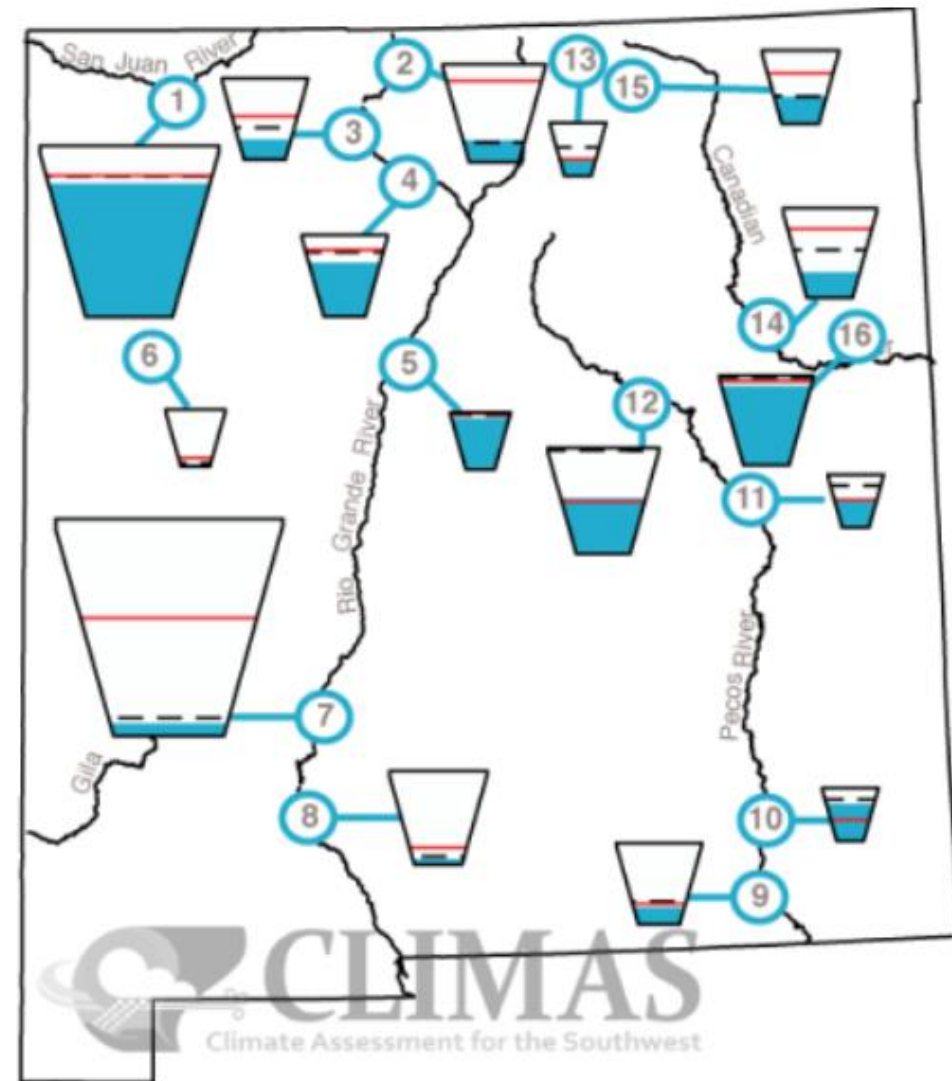 San Juan River
1
2
13
15
3
4
Canadian
14
16
6
5
12
Rio Grande River
11
Pecos River
7
Gila
8
10
9
CLIMAS
Climate Assessment for the Southwest